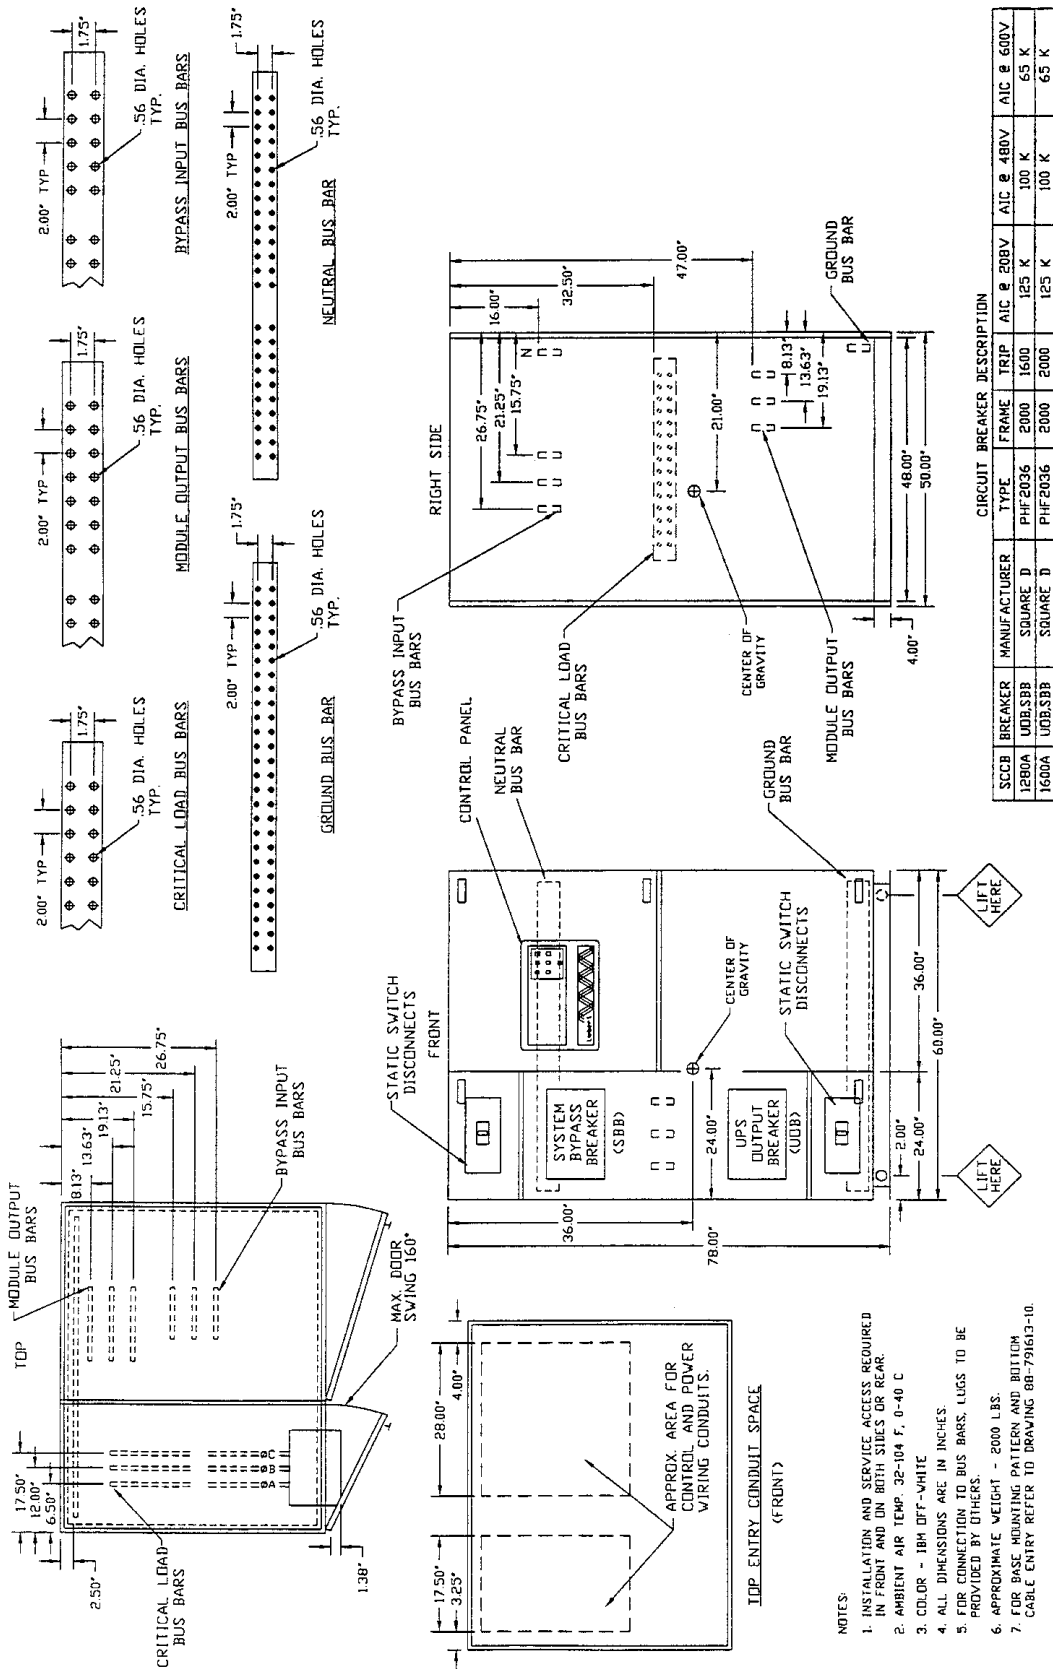 TOP
MODULE OUTPUT
BUS BARS
8.13"
13.63"
19.13"
15.75"
21.25"
26.75"
BYPASS INPUT
BUS BARS
17.50"
12.00"
6.50"
2.50"
A
B
C
CRITICAL LOAD
BUS BARS
1.38"
MAX. DOOR
SWING 160°
2.00" TYP
1.75"
.56 DIA. HOLES
TYP.
CRITICAL LOAD BUS BARS
2.00" TYP
1.75"
.56 DIA. HOLES
TYP.
MODULE OUTPUT BUS BARS
2.00" TYP
1.75"
.56 DIA. HOLES
TYP.
BYPASS INPUT BUS BARS
2.00" TYP
1.75"
.56 DIA. HOLES
TYP.
GROUND BUS BAR
2.00" TYP
1.75"
.56 DIA. HOLES
TYP.
NEUTRAL BUS BAR
17.50"
3.25"
28.00"
4.00"
APPROX. AREA FOR
CONTROL AND POWER
WIRING CONDUITS.
TOP ENTRY CONDUIT SPACE
(FRONT)
FRONT
STATIC SWITCH
DISCONNECTS
CONTROL PANEL
NEUTRAL
BUS BAR
SYSTEM
BYPASS
BREAKER
(SBB)
36.00"
78.00"
24.00"
CENTER OF
GRAVITY
UPS
OUTPUT
BREAKER
(UOB)
STATIC SWITCH
DISCONNECTS
GROUND
BUS BAR
2.00"
24.00"
36.00"
60.00"
LIFT
HERE
LIFT
HERE
RIGHT SIDE
BYPASS INPUT
BUS BARS
N
26.75"
21.25"
15.75"
16.00"
32.50"
47.00"
CRITICAL LOAD
BUS BARS
CENTER OF
GRAVITY
21.00"
MODULE OUTPUT
BUS BARS
8.13"
13.63"
19.13"
GROUND
BUS BAR
4.00"
48.00"
50.00"
NOTES:
1. INSTALLATION AND SERVICE ACCESS REQUIRED
IN FRONT AND ON BOTH SIDES OR REAR.
2. AMBIENT AIR TEMP. 32-104 F, 0-40 C
3. COLOR - IBM OFF-WHITE
4. ALL DIMENSIONS ARE IN INCHES.
5. FOR CONNECTION TO BUS BARS, LUGS TO BE
PROVIDED BY OTHERS.
6. APPROXIMATE WEIGHT - 2000 LBS.
7. FOR BASE MOUNTING PATTERN AND BOTTOM
CABLE ENTRY REFER TO DRAWING 88-791613-10.
CIRCUIT BREAKER DESCRIPTION
SCCB BREAKER MANUFACTURER TYPE FRAME TRIP AIC @ 208V AIC @ 480V AIC @ 600V
1280A UOB,SBB SQUARE D PHF2036 2000 1600 125 K 100 K 65 K
1600A UOB,SBB SQUARE D PHF2036 2000 2000 125 K 100 K 65 K